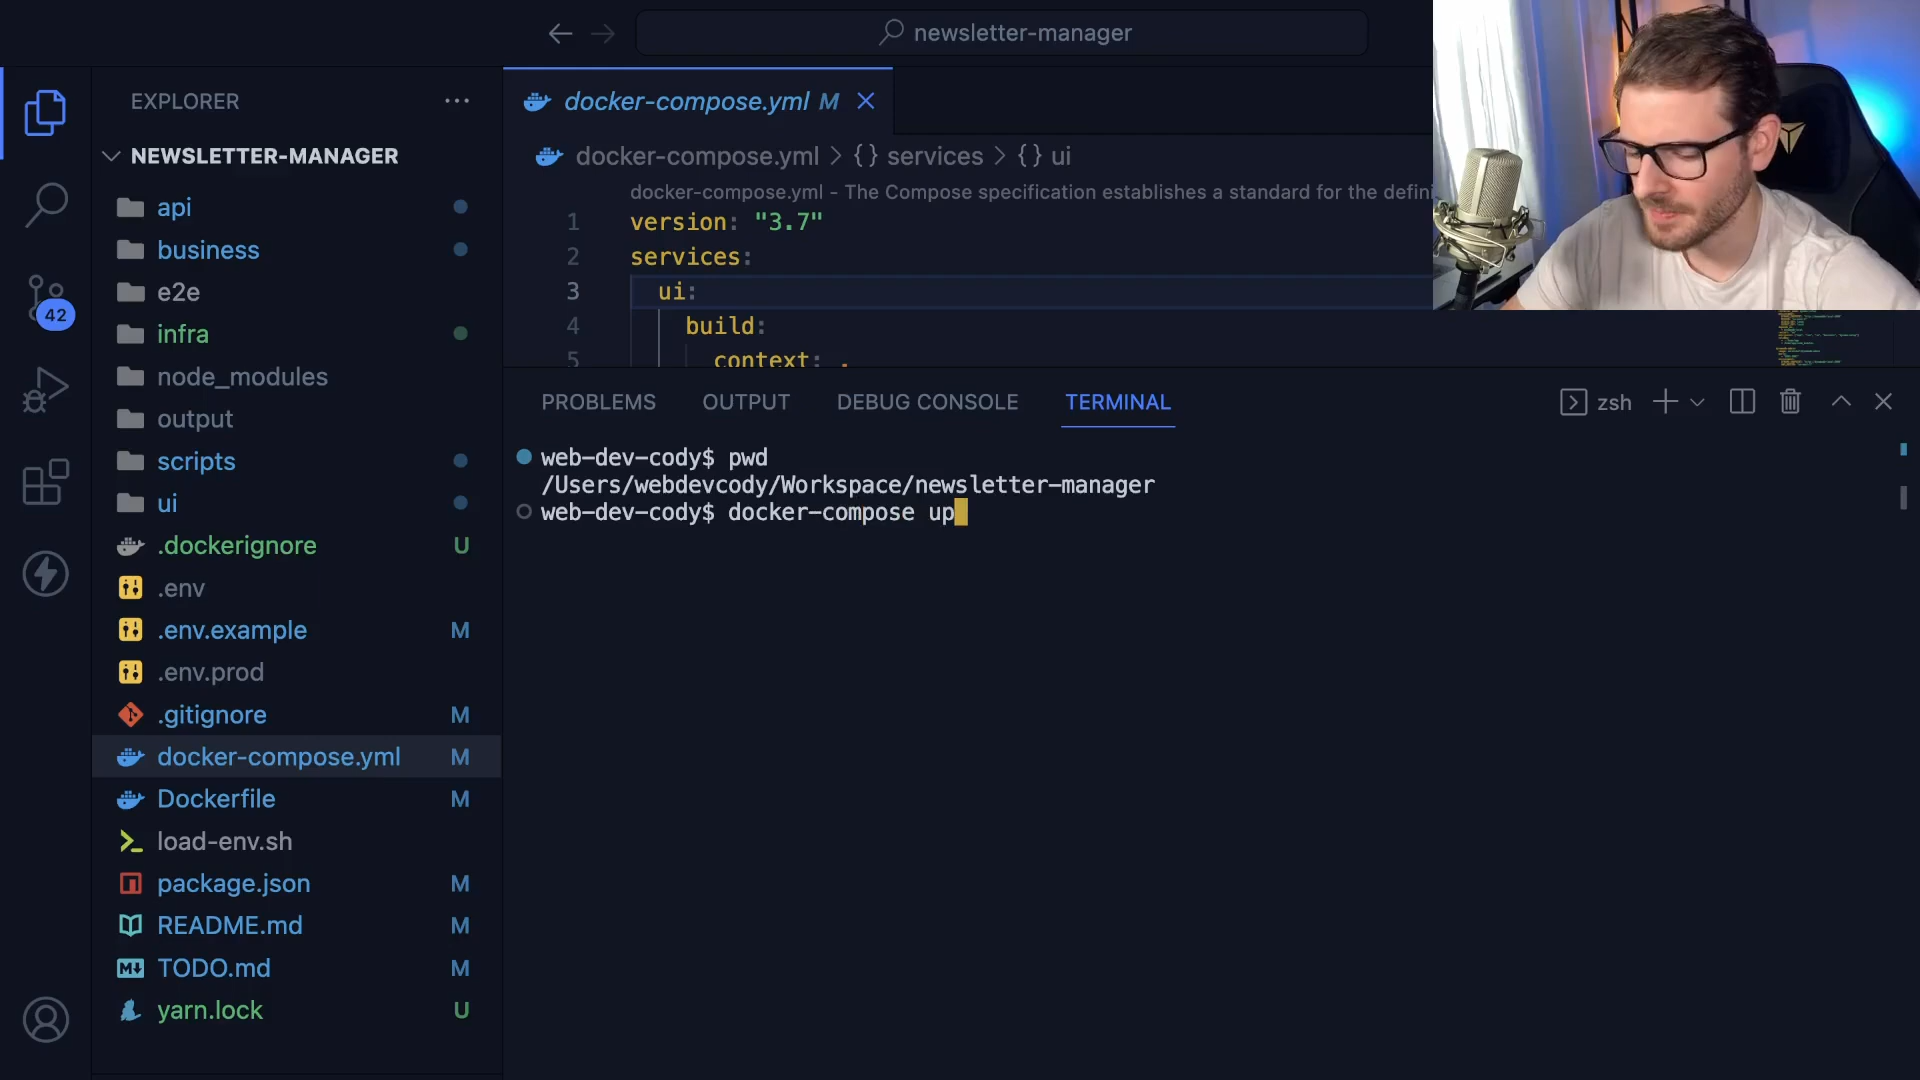 newsletter-manager
EXPLORER
NEWSLETTER-MANAGER
api
business
e2e
infra
node_modules
output
scripts
ui
.dockerignore U
.env
.env.example M
.env.prod
.gitignore M
docker-compose.yml M
Dockerfile M
load-env.sh
package.json M
README.md M
TODO.md M
yarn.lock U
42
docker-compose.yml M
docker-compose.yml > {} services > {} ui
docker-compose.yml - The Compose specification establishes a standard for the defini
1 version: "3.7"
2 services:
3 ui:
4 build:
5 context: .
PROBLEMS OUTPUT DEBUG CONSOLE TERMINAL
zsh
web-dev-cody$ pwd
/Users/webdevcody/Workspace/newsletter-manager
web-dev-cody$ docker-compose up